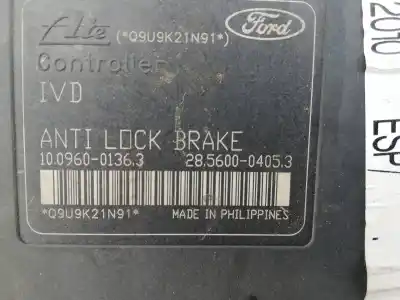 Ate (*Q9U9K21N91*) Ford
Controller
IVD
ANTI LOCK BRAKE
10.0960-0136.3 28.5600-0405.3
*Q9U9K21N91* MADE IN PHILIPPINES
2010
ESP/